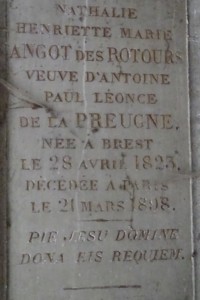 NATHALIE
HENRIETTE MARIE
ANGOT DES ROTOURS
VEUVE D'ANTOINE
PAUL LÉONCE
DE LA PREUGNE,
NÉE A BREST
LE 28 AVRIL 1823,
DÉCÉDÉE A PARIS
LE 21 MARS 1898.
PIE JESU DOMINE
DONA EIS REQUIEM.